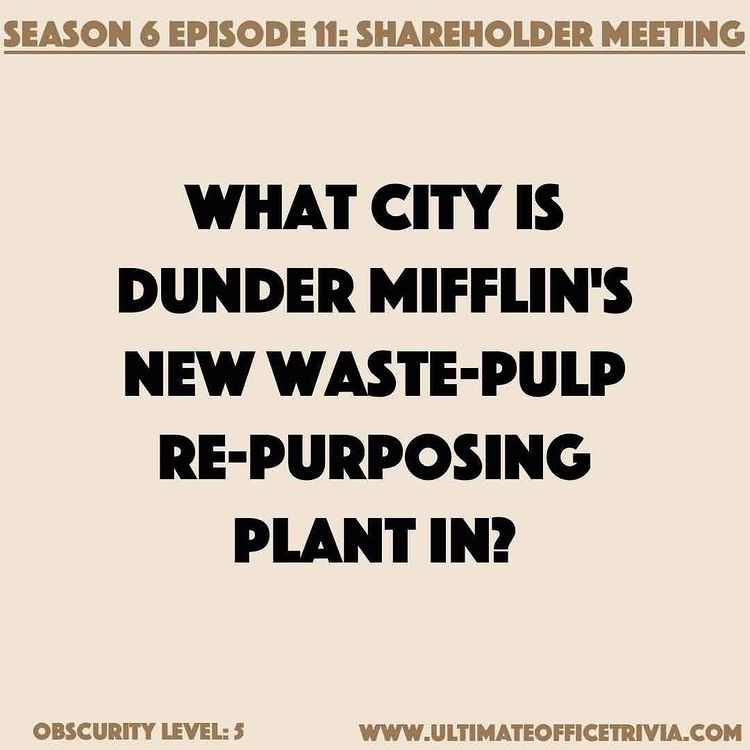 SEASON 6 EPISODE 11: SHAREHOLDER MEETING
WHAT CITY IS
DUNDER MIFFLIN'S
NEW WASTE-PULP
RE-PURPOSING
PLANT IN?
OBSCURITY LEVEL: 5
WWW.ULTIMATEOFFICETRIVIA.COM